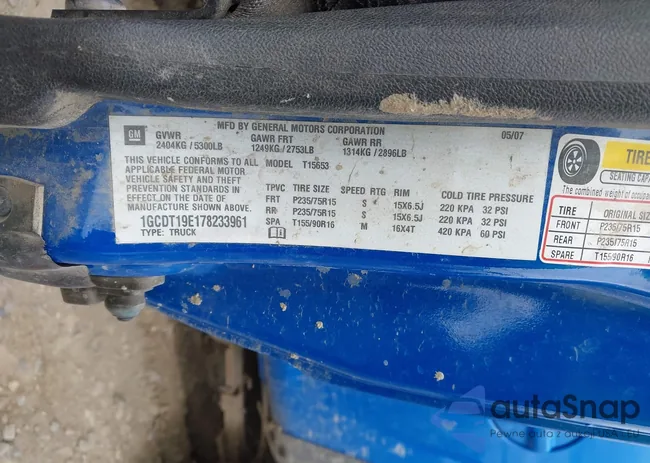 MFD BY GENERAL MOTORS CORPORATION 05/07
GM GVWR GAWR FRT GAWR RR
2404KG / 5300LB 1249KG / 2753LB 1314KG / 2896LB
THIS VEHICLE CONFORMS TO ALL MODEL T15653
APPLICABLE FEDERAL MOTOR
VEHICLE SAFETY AND THEFT
PREVENTION STANDARDS IN
EFFECT ON THE DATE OF
MANUFACTURE SHOWN ABOVE
1GCDT19E178233961
TYPE: TRUCK
TPVC TIRE SIZE SPEED RTG RIM COLD TIRE PRESSURE
FRT P235/75R15 S 15X6.5J 220 KPA 32 PSI
RR P235/75R15 S 15X6.5J 220 KPA 32 PSI
SPA T155/90R16 M 16X4T 420 KPA 60 PSI
TIRE
SEATING CAPA
The combined weight of occupa
TIRE ORIGINAL SIZE
FRONT P235/75R15
REAR P235/75R15
SPARE T155/90R16
autoSnap
Pewne auto z